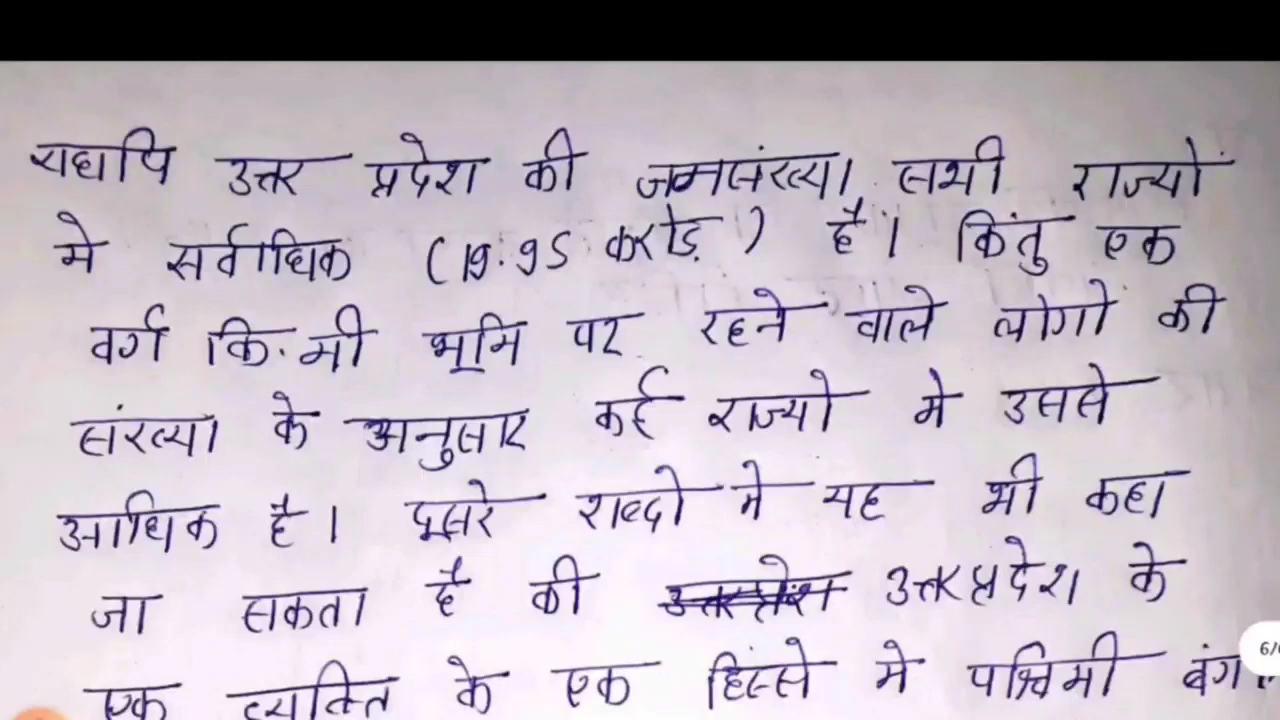 यद्यपि उत्तर प्रदेश की जनसंख्या सभी राज्यों
मे सर्वाधिक (19.95 करोड़) है। किंतु एक
वर्ग कि.मी भूमि पर रहने वाले लोगो की
संख्या के अनुसार कई राज्यो मे उससे
आधिक है। दूसरे शब्दो मे यह भी कहा
जा सकता है की उत्तरप्रदेश के
एक व्यक्ति के एक हिस्से मे पश्चिमी